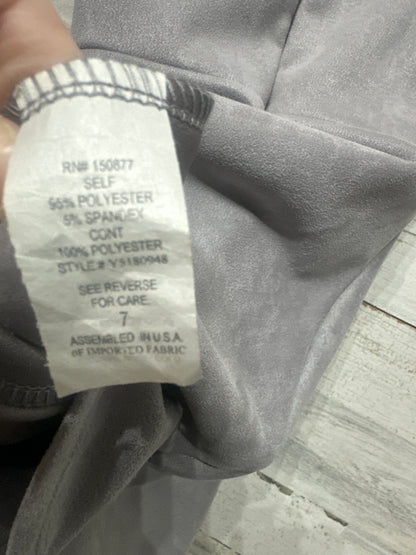 RN# 150877
SELF
95% POLYESTER
5% SPANDEX
CONT
100% POLYESTER
STYLE# Y5180948
SEE REVERSE
FOR CARE.
7
ASSEMBLED IN U.S.A.
OF IMPORTED FABRIC